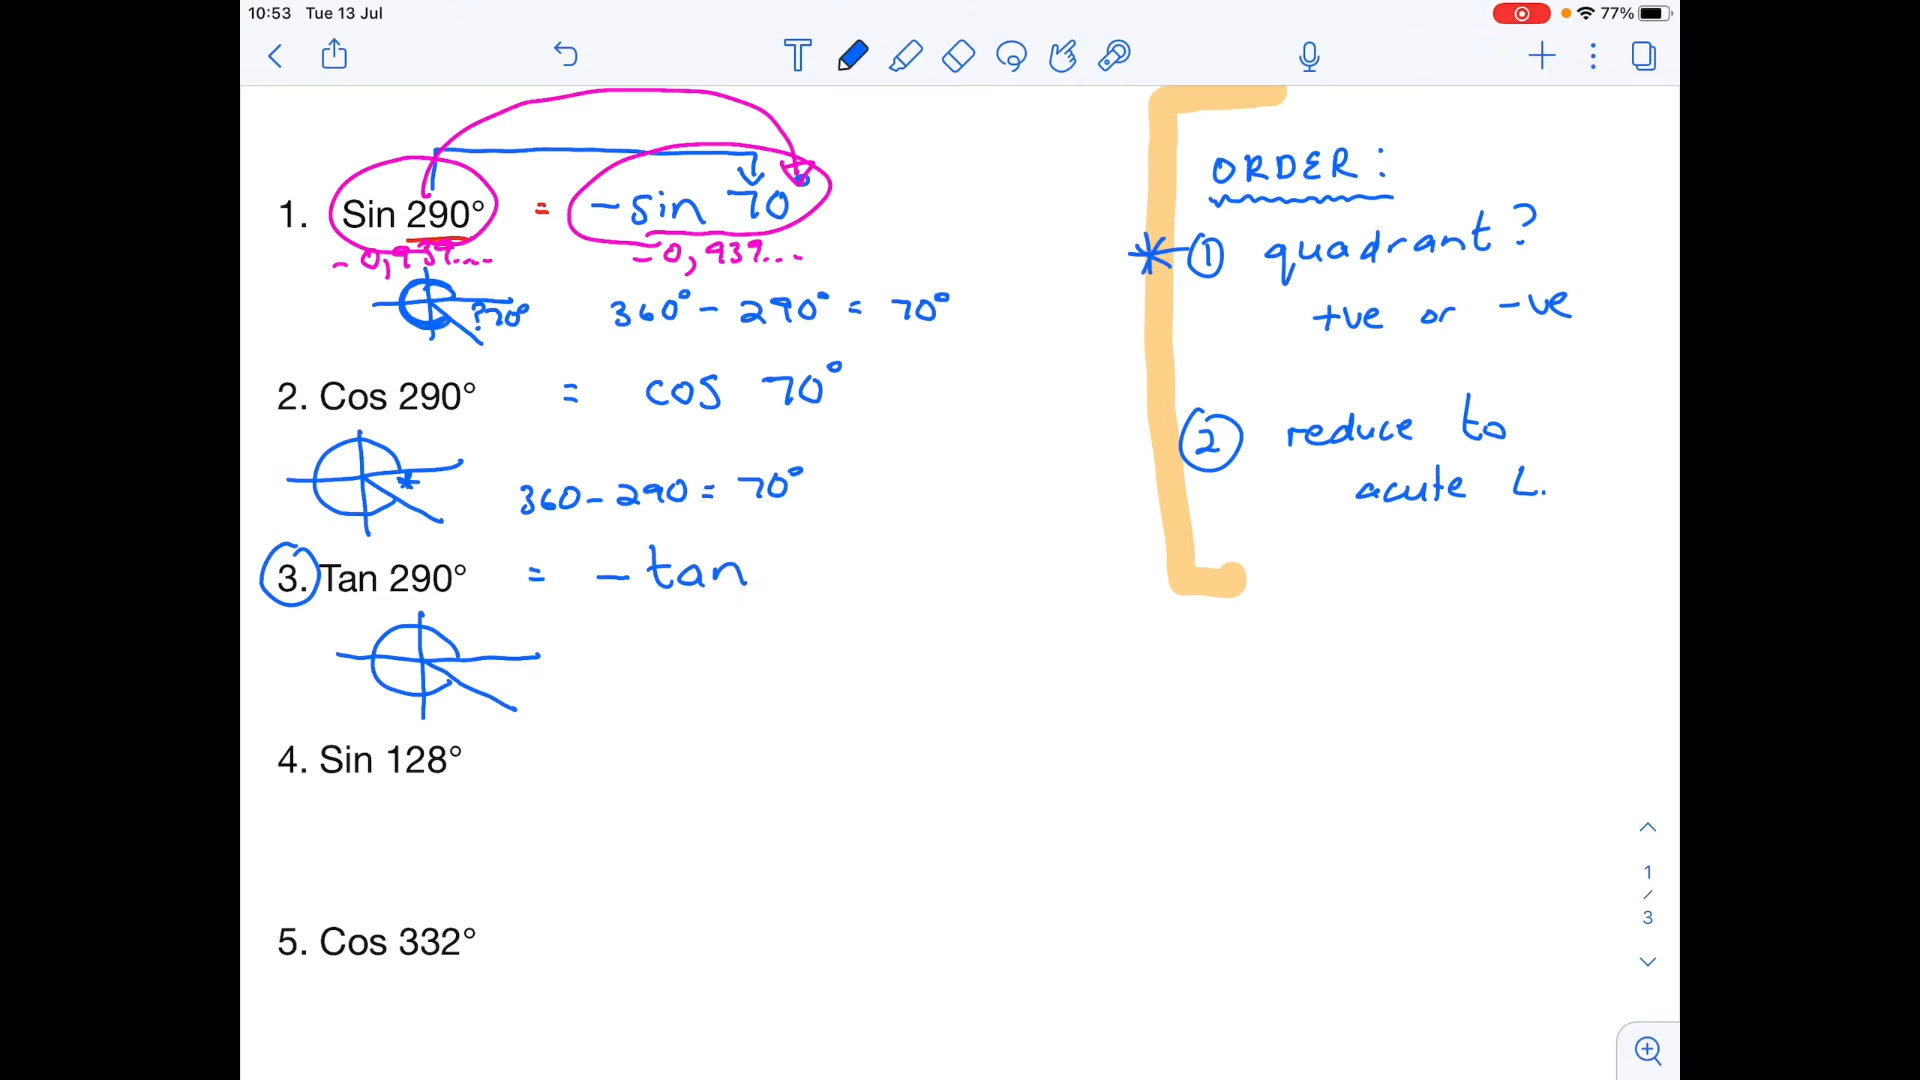 10:53 Tue 13 Jul
77%
1. Sin 290° = - sin 70°
-0,939.... -0,939...
?70° 360° - 290° = 70°
2. Cos 290° = cos 70°
360 - 290 = 70°
3. Tan 290° = - tan
4. Sin 128°
5. Cos 332°
ORDER:
* ① quadrant?
+ve or -ve
② reduce to
acute L.
1
/
3